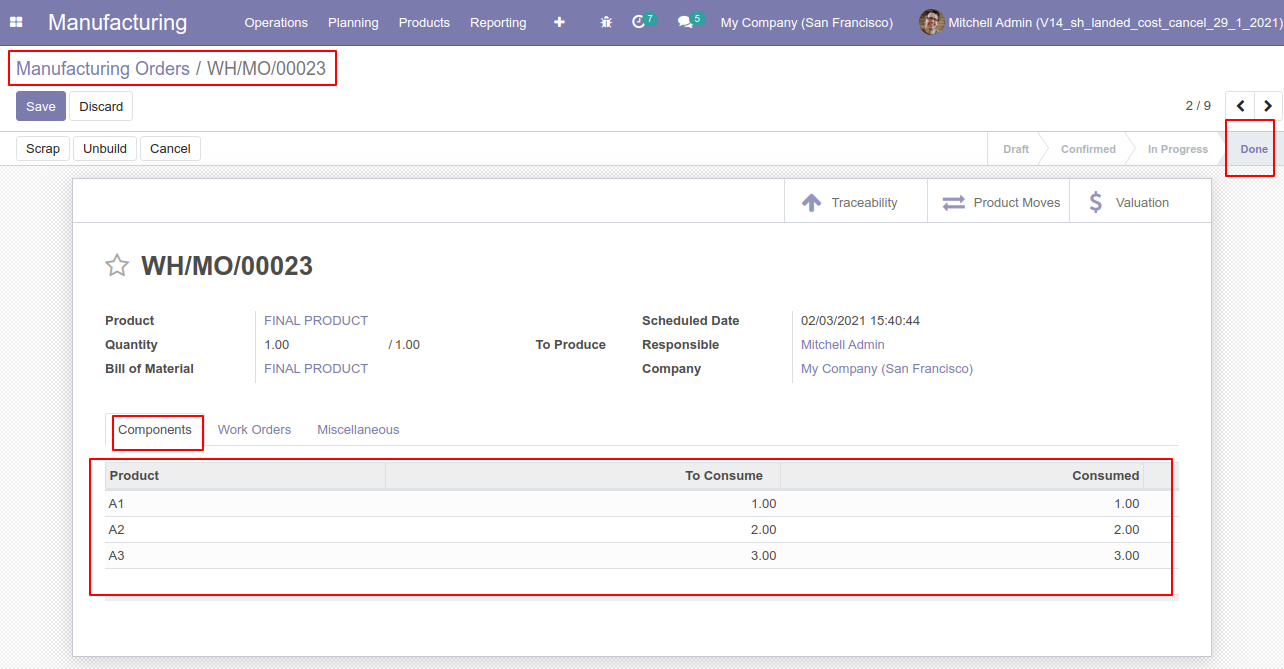 Manufacturing Operations Planning Products Reporting 7 5 My Company (San Francisco) Mitchell Admin (V14_sh_landed_cost_cancel_29_1_2021)
Manufacturing Orders / WH/MO/00023
Save Discard 2 / 9
Scrap Unbuild Cancel Draft Confirmed In Progress Done
Traceability Product Moves Valuation
WH/MO/00023
Product FINAL PRODUCT Scheduled Date 02/03/2021 15:40:44
Quantity 1.00 / 1.00 To Produce Responsible Mitchell Admin
Bill of Material FINAL PRODUCT Company My Company (San Francisco)
Components Work Orders Miscellaneous
Product To Consume Consumed
A1 1.00 1.00
A2 2.00 2.00
A3 3.00 3.00